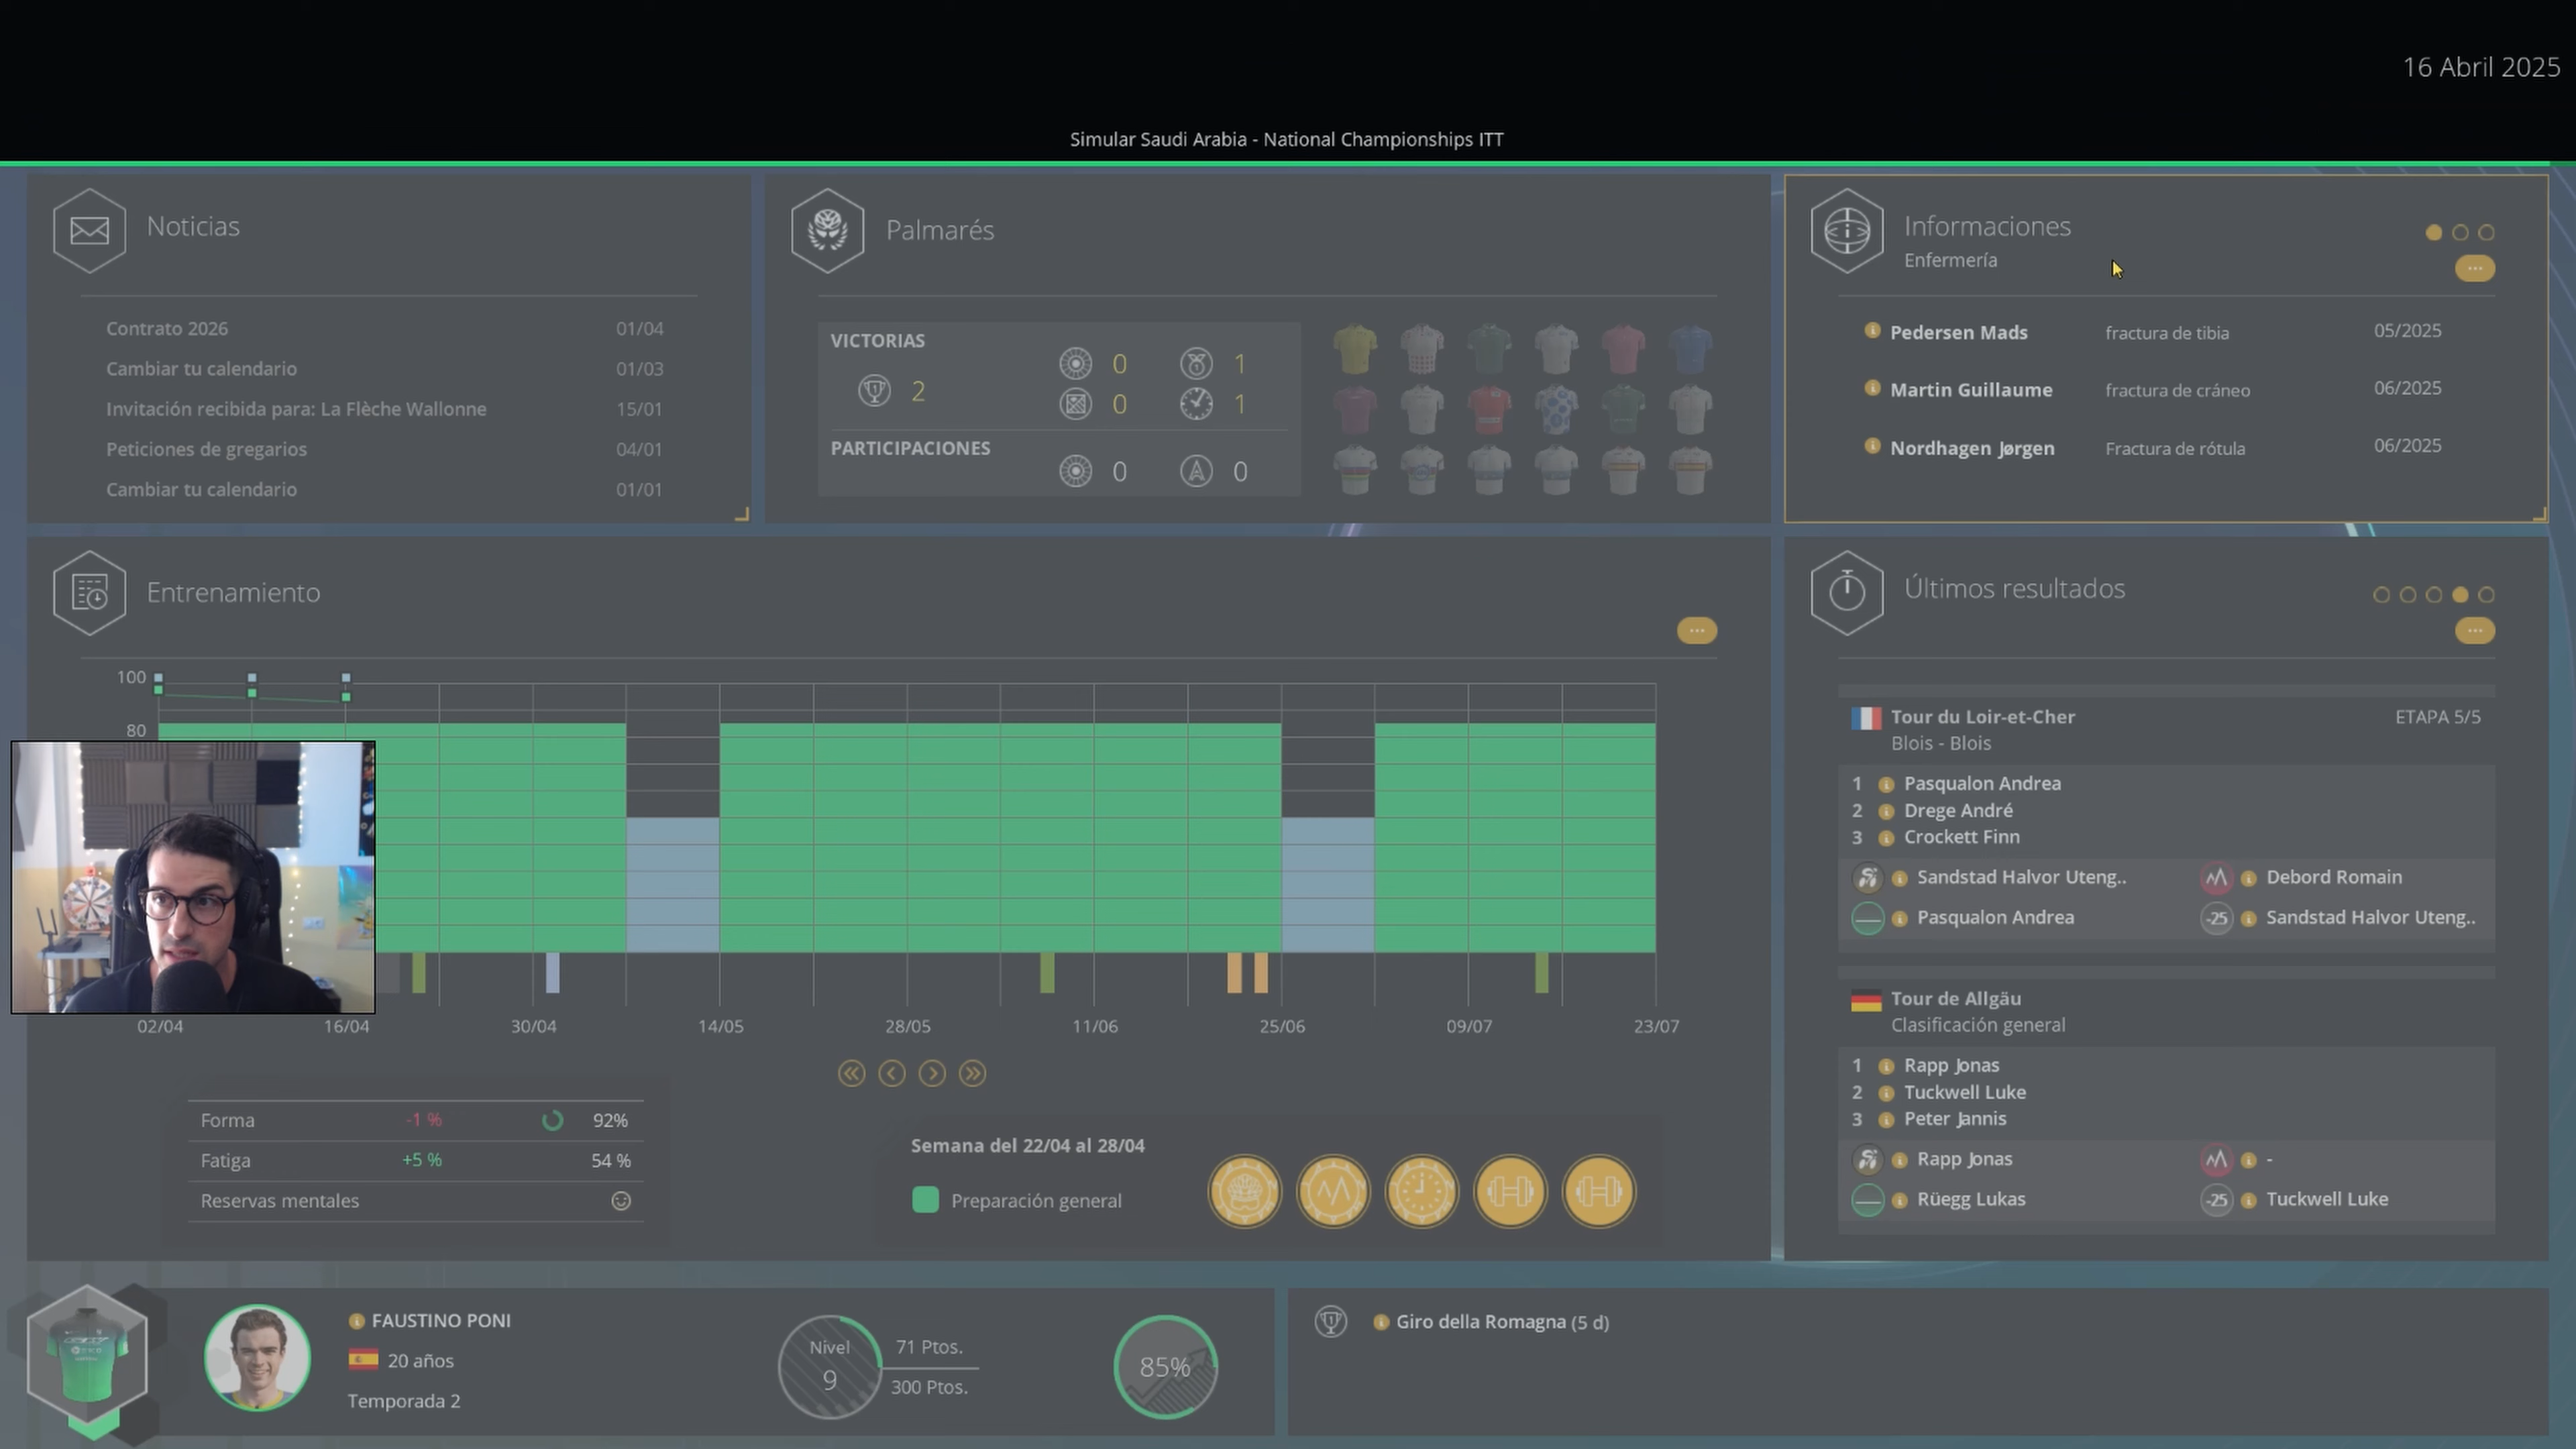 16 Abril 2025
Simular Saudi Arabia - National Championships ITT
Noticias
Contrato 2026 01/04
Cambiar tu calendario 01/03
Invitación recibida para: La Flèche Wallonne 15/01
Peticiones de gregarios 04/01
Cambiar tu calendario 01/01
Palmarés
VICTORIAS
2
0 1
0 1
PARTICIPACIONES
0 0
Informaciones
Enfermería
Pedersen Mads fractura de tibia 05/2025
Martin Guillaume fractura de cráneo 06/2025
Nordhagen Jørgen Fractura de rótula 06/2025
Entrenamiento
100
80
02/04 16/04 30/04 14/05 28/05 11/06 25/06 09/07 23/07
Forma -1 % 92%
Fatiga +5 % 54 %
Reservas mentales
Semana del 22/04 al 28/04
Preparación general
Últimos resultados
Tour du Loir-et-Cher ETAPA 5/5
Blois - Blois
1 Pasqualon Andrea
2 Drege André
3 Crockett Finn
Sandstad Halvor Uteng.. Debord Romain
Pasqualon Andrea -25 Sandstad Halvor Uteng..
Tour de Allgäu
Clasificación general
1 Rapp Jonas
2 Tuckwell Luke
3 Peter Jannis
Rapp Jonas -
Rüegg Lukas -25 Tuckwell Luke
FAUSTINO PONI
20 años
Temporada 2
Nivel
9
71 Ptos.
300 Ptos.
85%
Giro della Romagna (5 d)